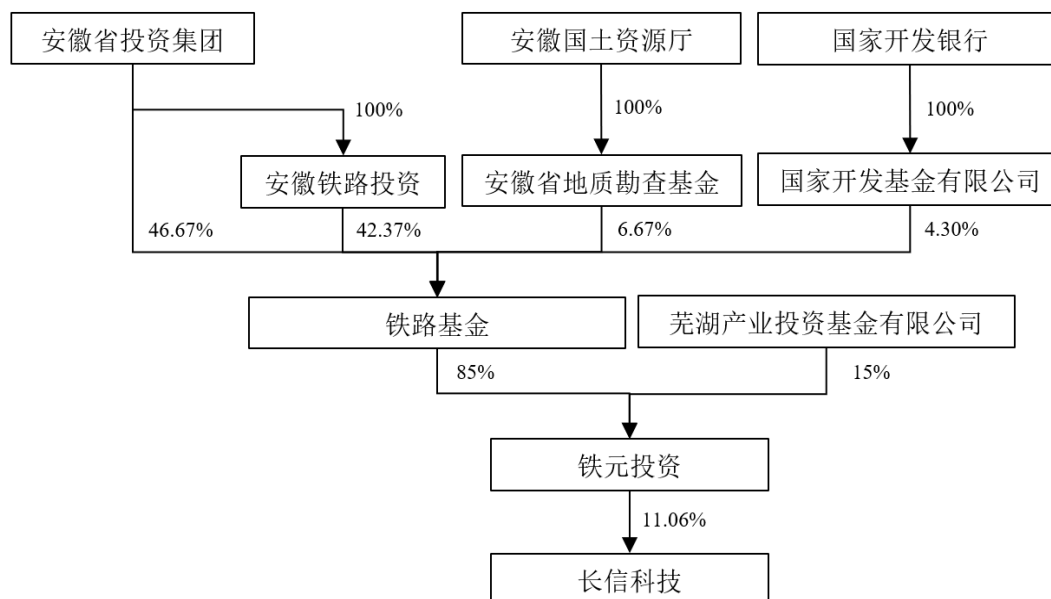 安徽省投资集团
安徽国土资源厅
国家开发银行
100%
100%
100%
安徽铁路投资
安徽省地质勘查基金
国家开发基金有限公司
46.67%
42.37%
6.67%
4.30%
铁路基金
芜湖产业投资基金有限公司
85%
15%
铁元投资
11.06%
长信科技